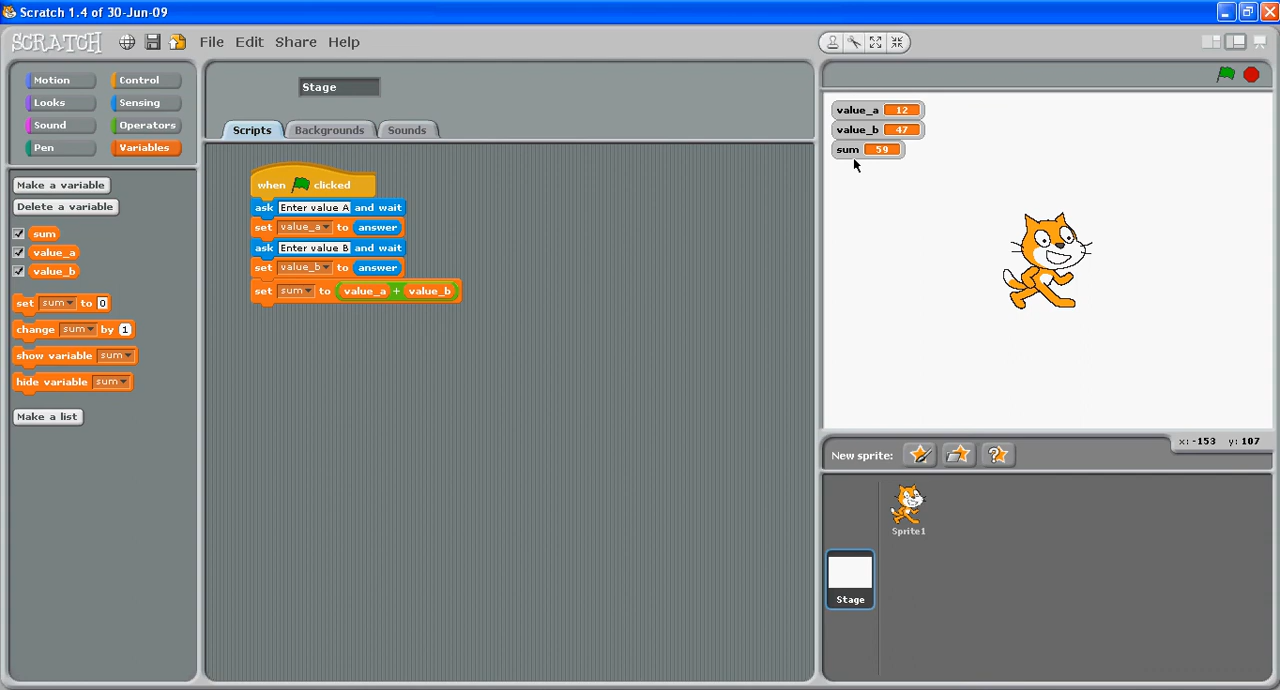 Scratch 1.4 of 30-Jun-09
SCRATCH File Edit Share Help
Motion Control
Looks Sensing
Sound Operators
Pen Variables
Make a variable
Delete a variable
sum
value_a
value_b
set sum to 0
change sum by 1
show variable sum
hide variable sum
Make a list
Stage
Scripts Backgrounds Sounds
when clicked
ask Enter value A and wait
set value_a to answer
ask Enter value B and wait
set value_b to answer
set sum to value_a + value_b
value_a 12
value_b 47
sum 59
x: -153 y: 107
New sprite:
Sprite1
Stage